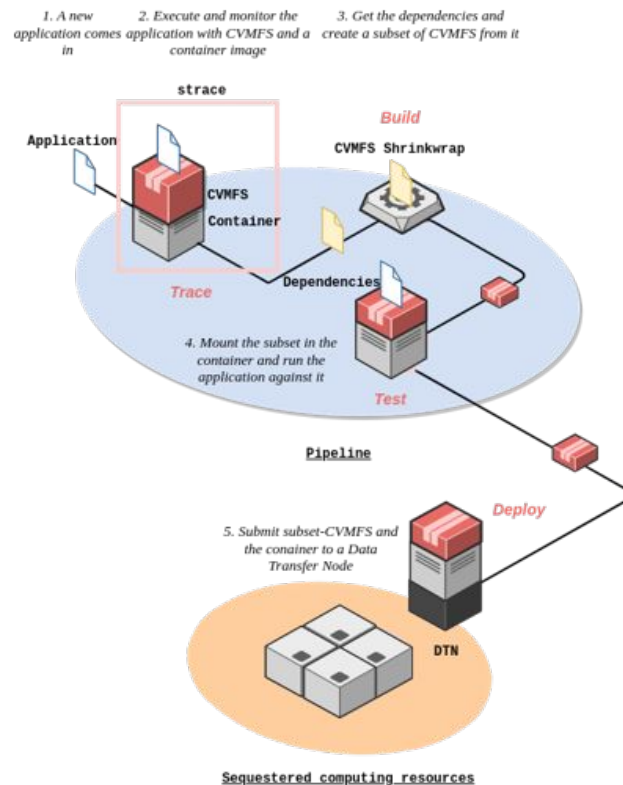 1. A new
application comes
in
2. Execute and monitor the
application with CVMFS and a
container image
3. Get the dependencies and
create a subset of CVMFS from it
strace
Build
Application
CVMFS Shrinkwrap
CVMFS
Container
Dependencies
Trace
4. Mount the subset in the
container and run the
application against it
Test
Pipeline
Deploy
5. Submit subset-CVMFS and
the conainer to a Data
Transfer Node
DTN
Sequestered computing resources